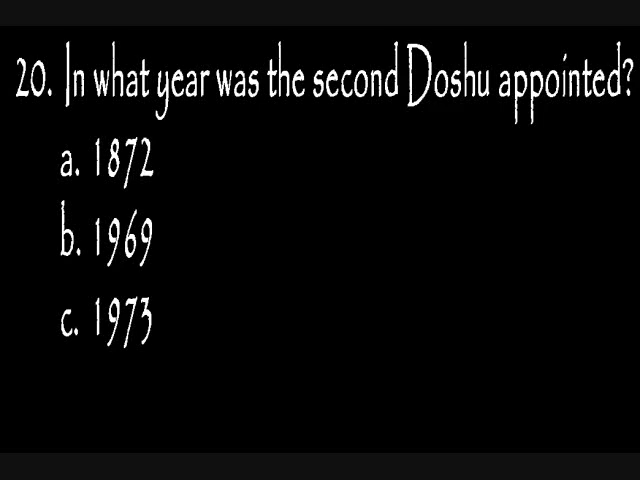 20. In what year was the second Doshu appointed?
a. 1872
b. 1969
c. 1973